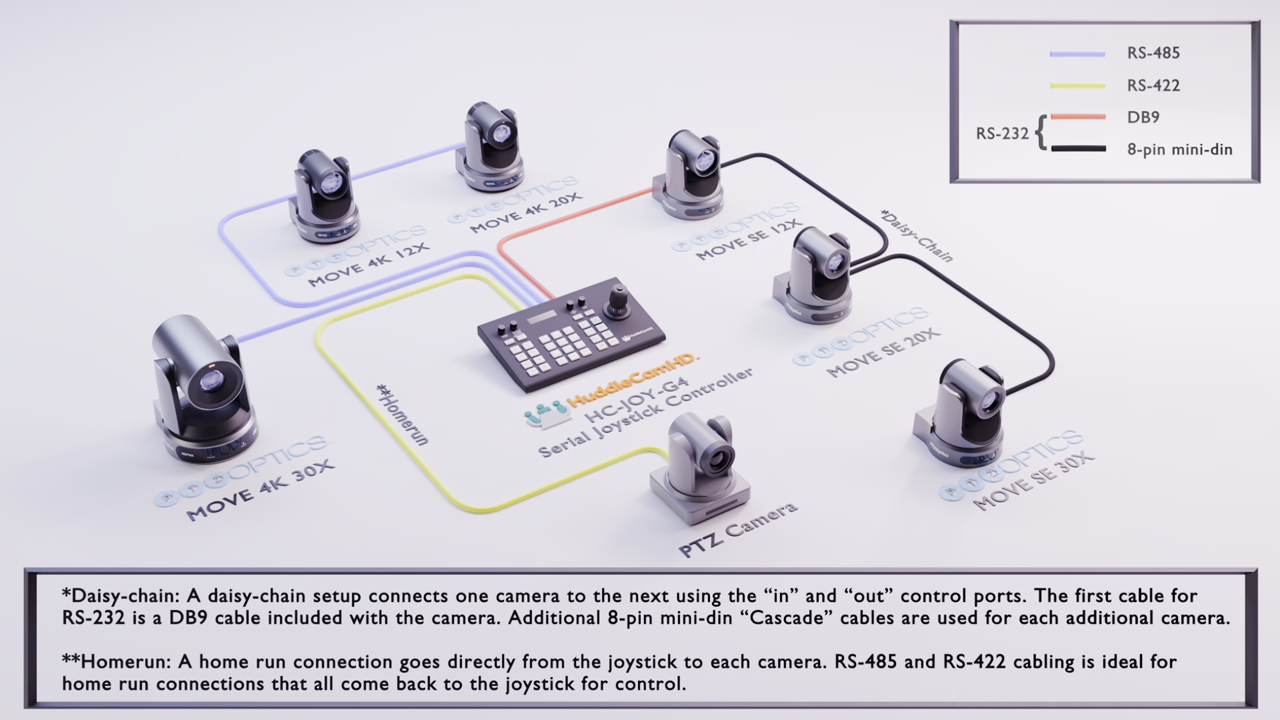 RS-485
RS-422
DB9
RS-232
8-pin mini-din
OPTICS
MOVE 4K 20X
OPTICS
MOVE 4K 12X
OPTICS
MOVE SE 12X
*Daisy-Chain
OPTICS
MOVE SE 20X
HuddleCamHD.
HC-JOY-G4
Serial Joystick Controller
**Homerun
OPTICS
MOVE 4K 30X
OPTICS
MOVE SE 30X
PTZ Camera
*Daisy-chain: A daisy-chain setup connects one camera to the next using the “in” and “out” control ports. The first cable for
RS-232 is a DB9 cable included with the camera. Additional 8-pin mini-din “Cascade” cables are used for each additional camera.
**Homerun: A home run connection goes directly from the joystick to each camera. RS-485 and RS-422 cabling is ideal for
home run connections that all come back to the joystick for control.